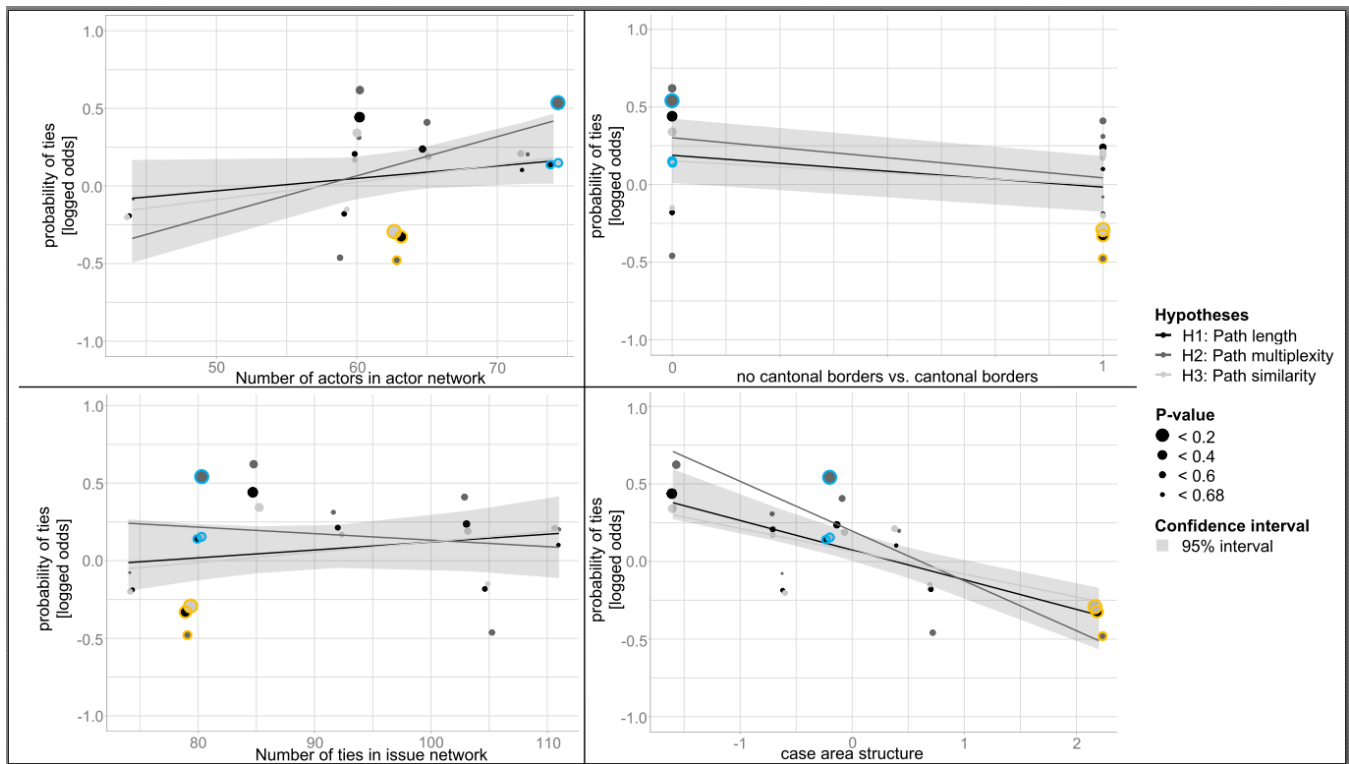 1.0
0.5
0.0
-0.5
-1.0
probability of ties
[logged odds]
50
60
70
Number of actors in actor network
1.0
0.5
0.0
-0.5
-1.0
probability of ties
[logged odds]
0
1
no cantonal borders vs. cantonal borders
1.0
0.5
0.0
-0.5
-1.0
probability of ties
[logged odds]
80
90
100
110
Number of ties in issue network
1.0
0.5
0.0
-0.5
-1.0
probability of ties
[logged odds]
-1
0
1
2
case area structure
Hypotheses
H1: Path length
H2: Path multiplexity
H3: Path similarity
P-value
< 0.2
< 0.4
< 0.6
< 0.68
Confidence interval
95% interval